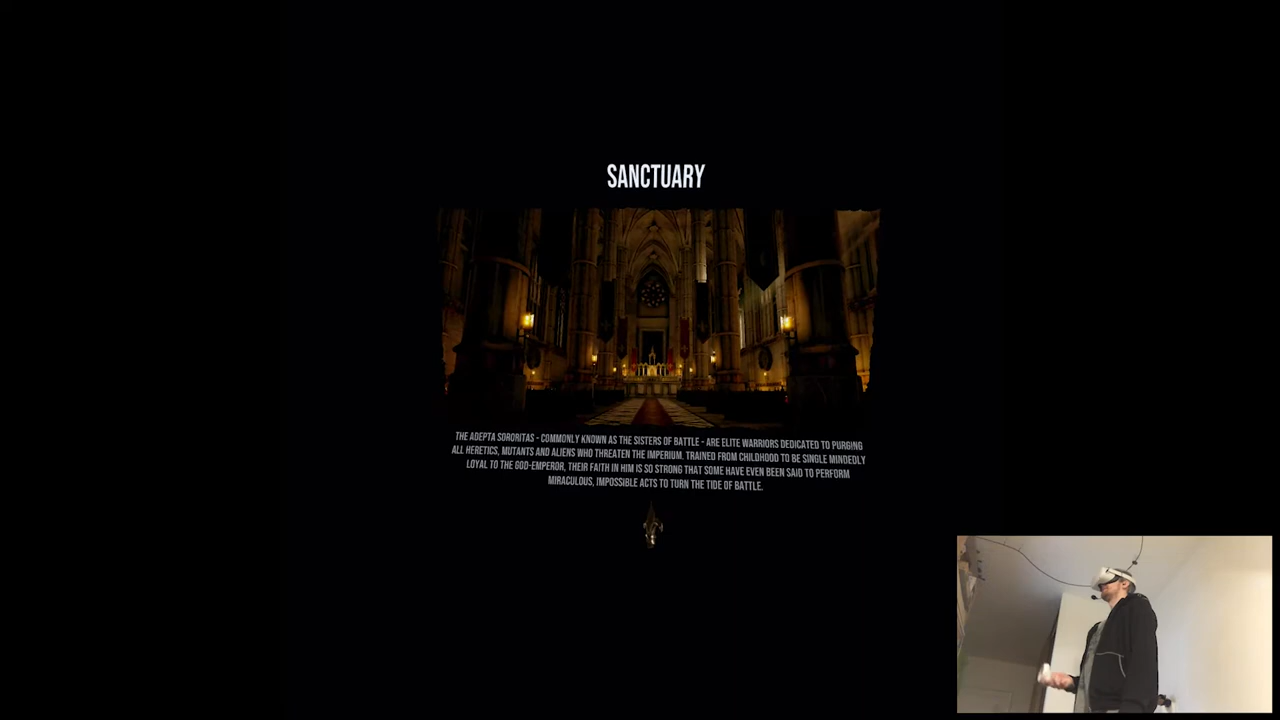 SANCTUARY
THE ADEPTA SORORITAS - COMMONLY KNOWN AS THE SISTERS OF BATTLE - ARE ELITE WARRIORS DEDICATED TO PURGING
ALL HERETICS, MUTANTS AND ALIENS WHO THREATEN THE IMPERIUM. TRAINED FROM CHILDHOOD TO BE SINGLE MINDEDLY
LOYAL TO THE GOD-EMPEROR, THEIR FAITH IN HIM IS SO STRONG THAT SOME HAVE EVEN BEEN SAID TO PERFORM
MIRACULOUS, IMPOSSIBLE ACTS TO TURN THE TIDE OF BATTLE.